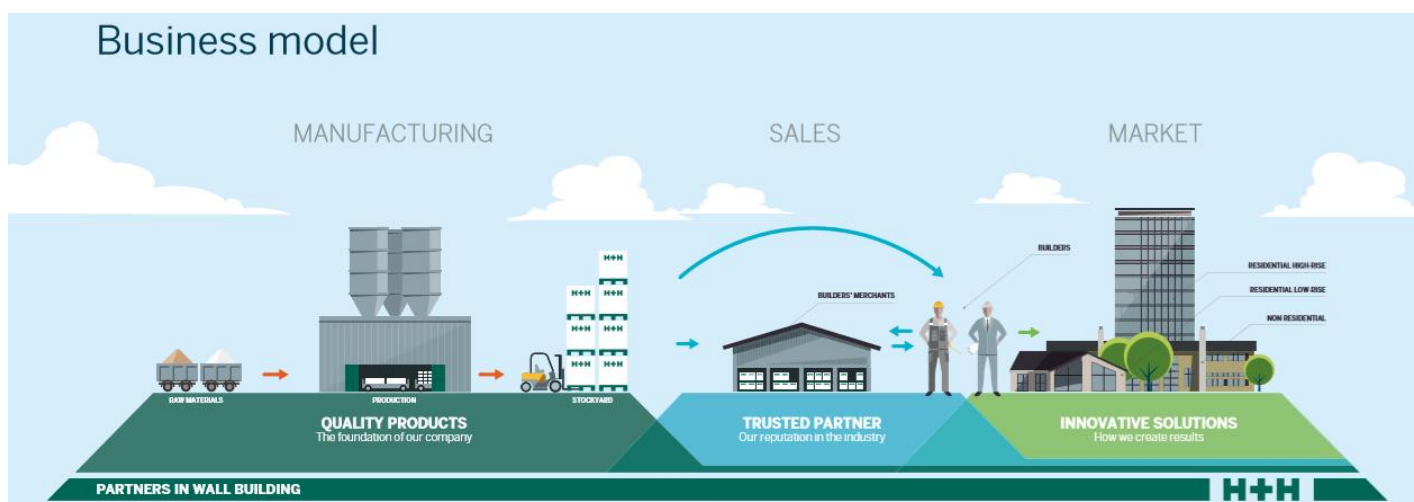 Business model
MANUFACTURING
SALES
MARKET
H+H
H+H
H+H
H+H
H+H
H+H
H+H
BUILDERS
BUILDERS' MERCHANTS
RESIDENTIAL HIGH-RISE
RESIDENTIAL LOW-RISE
NON RESIDENTIAL
RAW MATERIALS
PRODUCTION
STOCKYARD
QUALITY PRODUCTS
The foundation of our company
TRUSTED PARTNER
Our reputation in the industry
INNOVATIVE SOLUTIONS
How we create results
PARTNERS IN WALL BUILDING
H+H